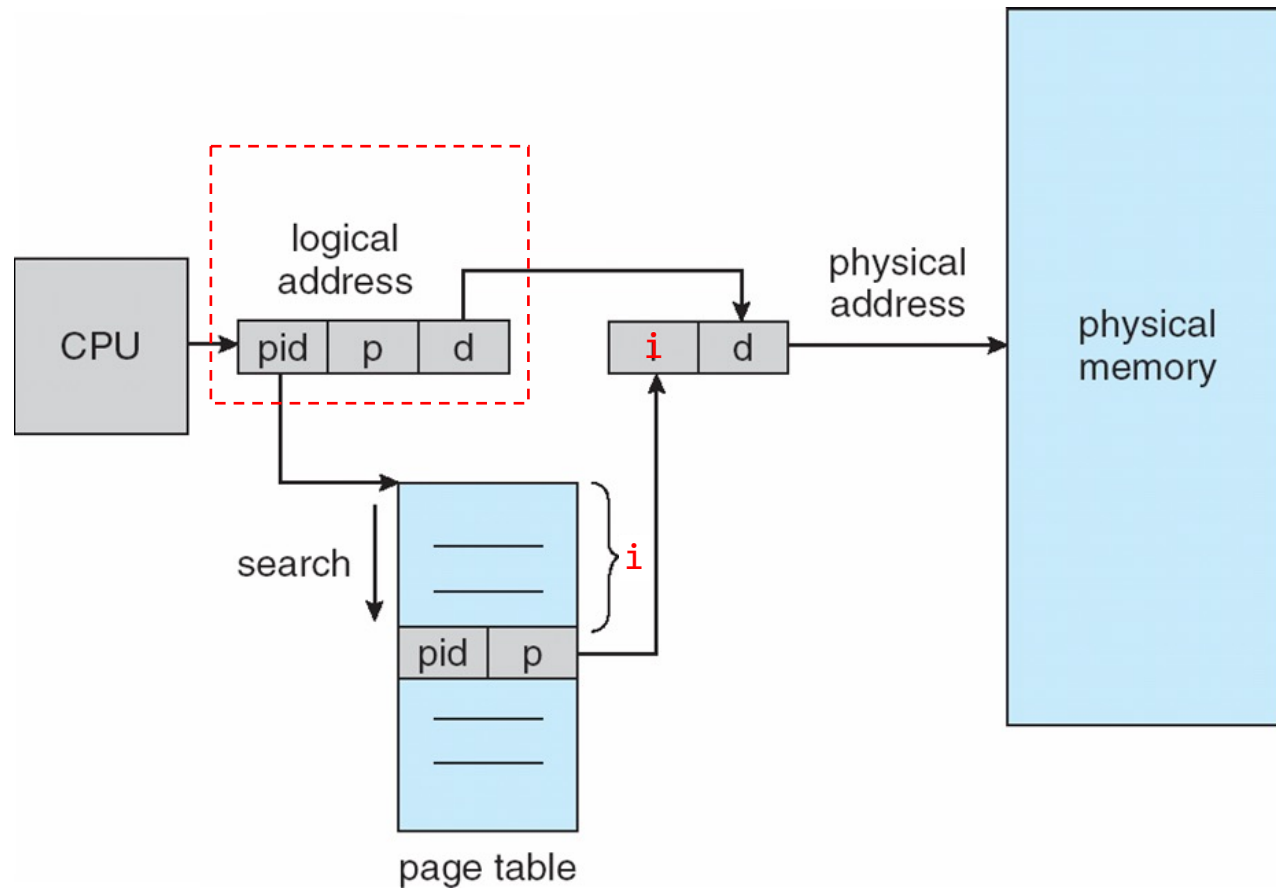 logical
address
physical
address
CPU
pid p d
i d
physical
memory
search
i
pid p
page table